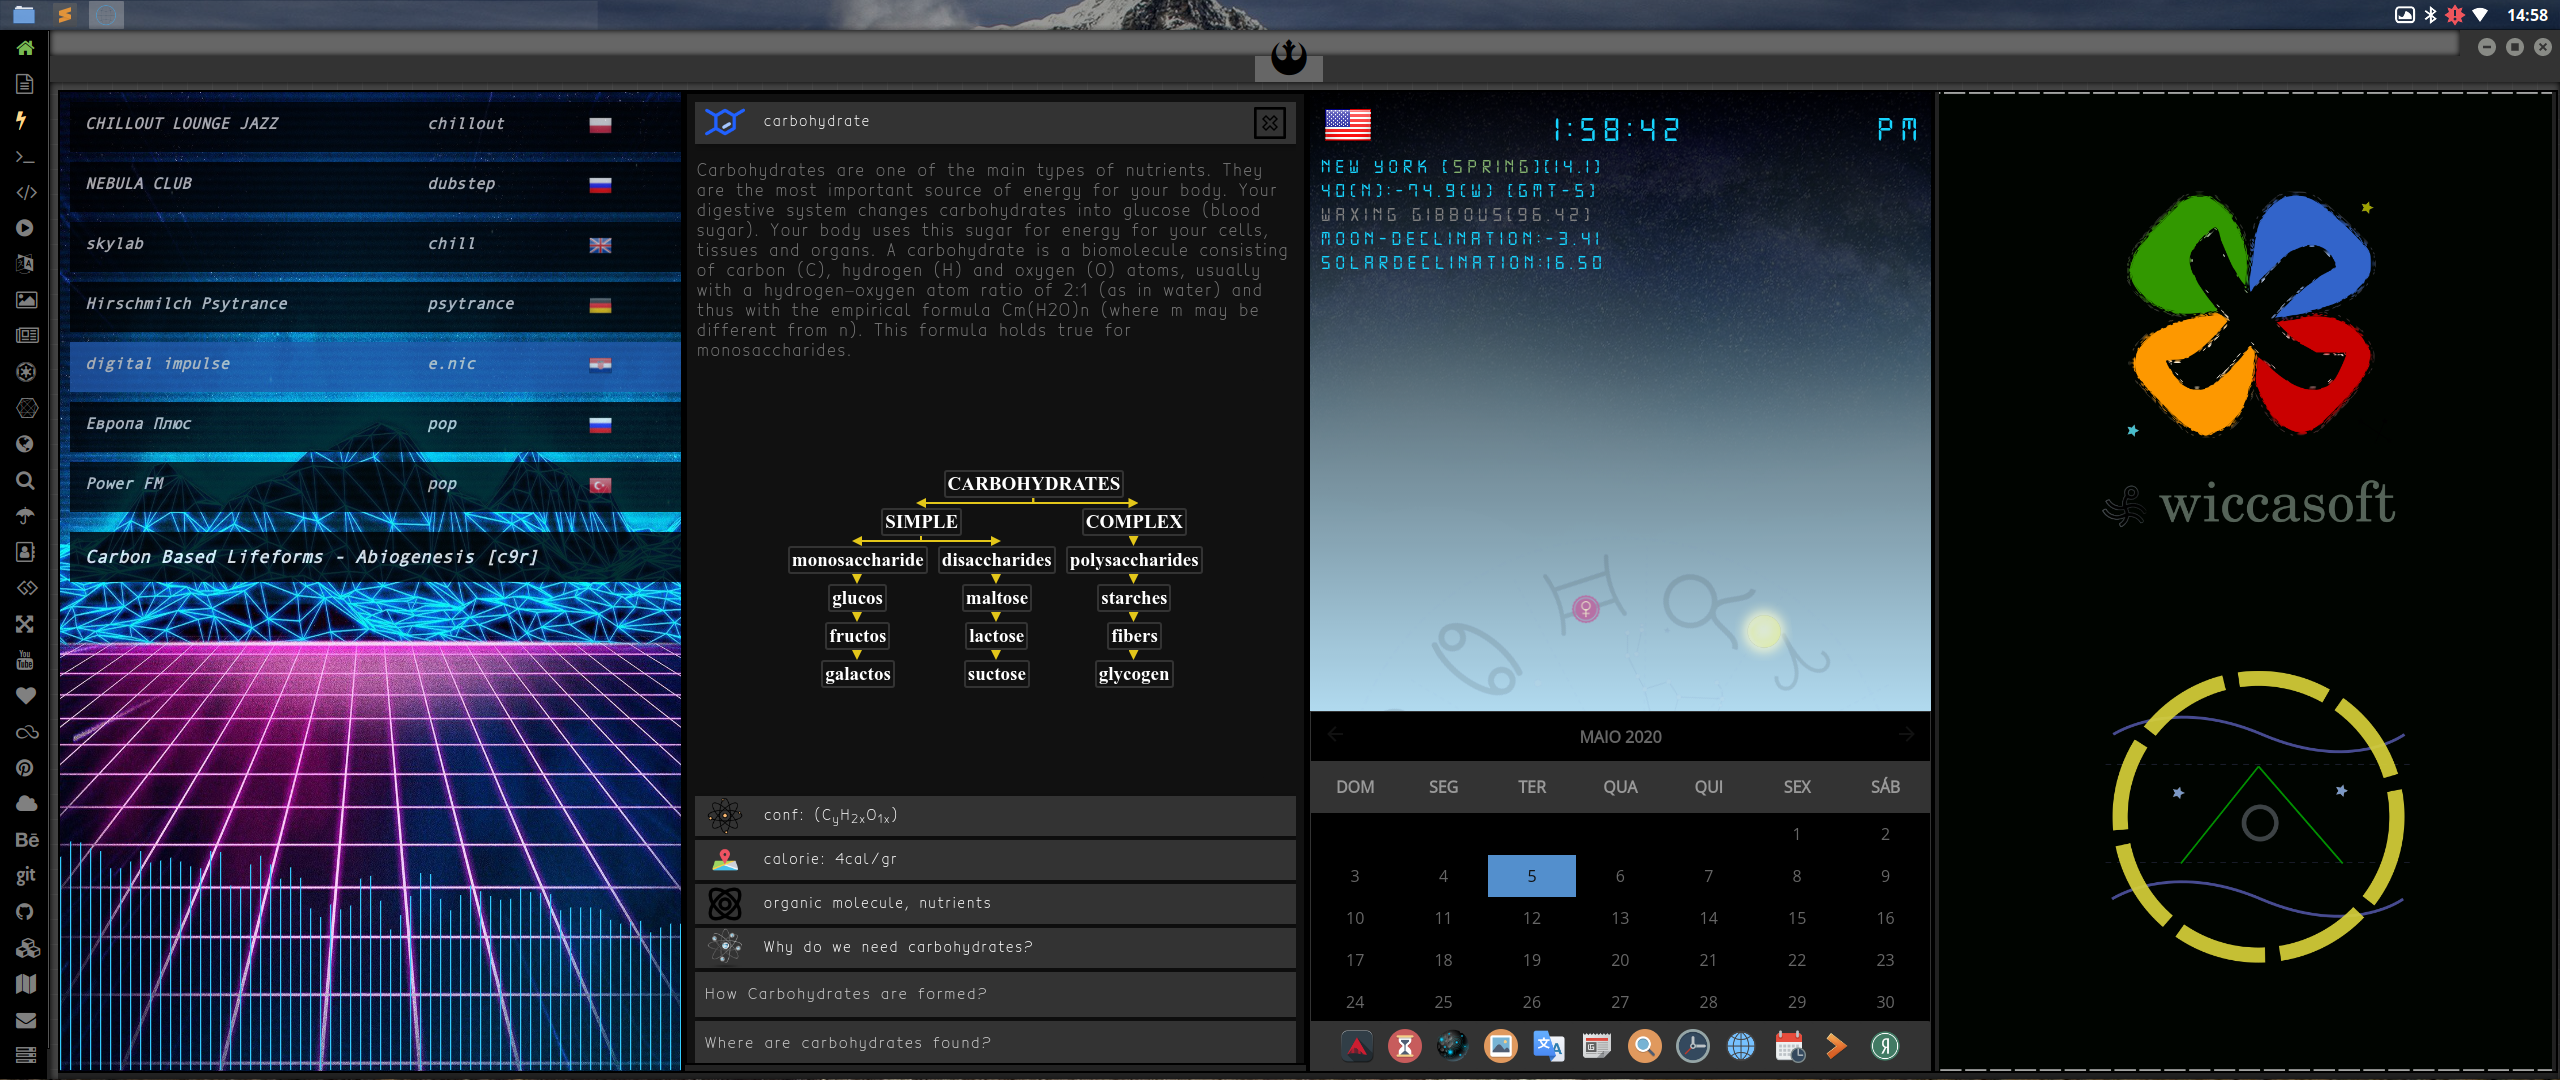 14:58
CHILLOUT LOUNGE JAZZ chillout
NEBULA CLUB dubstep
skylab chill
Hirschmilch Psytrance psytrance
digital impulse e.nic
Европа Плюс pop
Power FM pop
Carbon Based Lifeforms - Abiogenesis [c9r]
You
Tube
Bē
git
carbohydrate
Carbohydrates are one of the main types of nutrients. They
are the most important source of energy for your body. Your
digestive system changes carbohydrates into glucose (blood
sugar). Your body uses this sugar for energy for your cells,
tissues and organs. A carbohydrate is a biomolecule consisting
of carbon (C), hydrogen (H) and oxygen (O) atoms, usually
with a hydrogen–oxygen atom ratio of 2:1 (as in water) and
thus with the empirical formula Cm(H2O)n (where m may be
different from n). This formula holds true for
monosaccharides.
CARBOHYDRATES
SIMPLE COMPLEX
monosaccharide disaccharides polysaccharides
glucos maltose starches
fructos lactose fibers
galactos suctose glycogen
conf: (CyH2xO1x)
calorie: 4cal/gr
organic molecule, nutrients
Why do we need carbohydrates?
How Carbohydrates are formed?
Where are carbohydrates found?
1:58:42 PM
NEW YORK [SPRING][14.1]
40(N):-74.9(W) [GMT-5]
WAXING GIBBOUS[96.42]
MOON-DECLINATION:-3.41
SOLARDECLINATION:16.50
MAIO 2020
DOM SEG TER QUA QUI SEX SÁB
1 2
3 4 5 6 7 8 9
10 11 12 13 14 15 16
17 18 19 20 21 22 23
24 25 26 27 28 29 30
wiccasoft